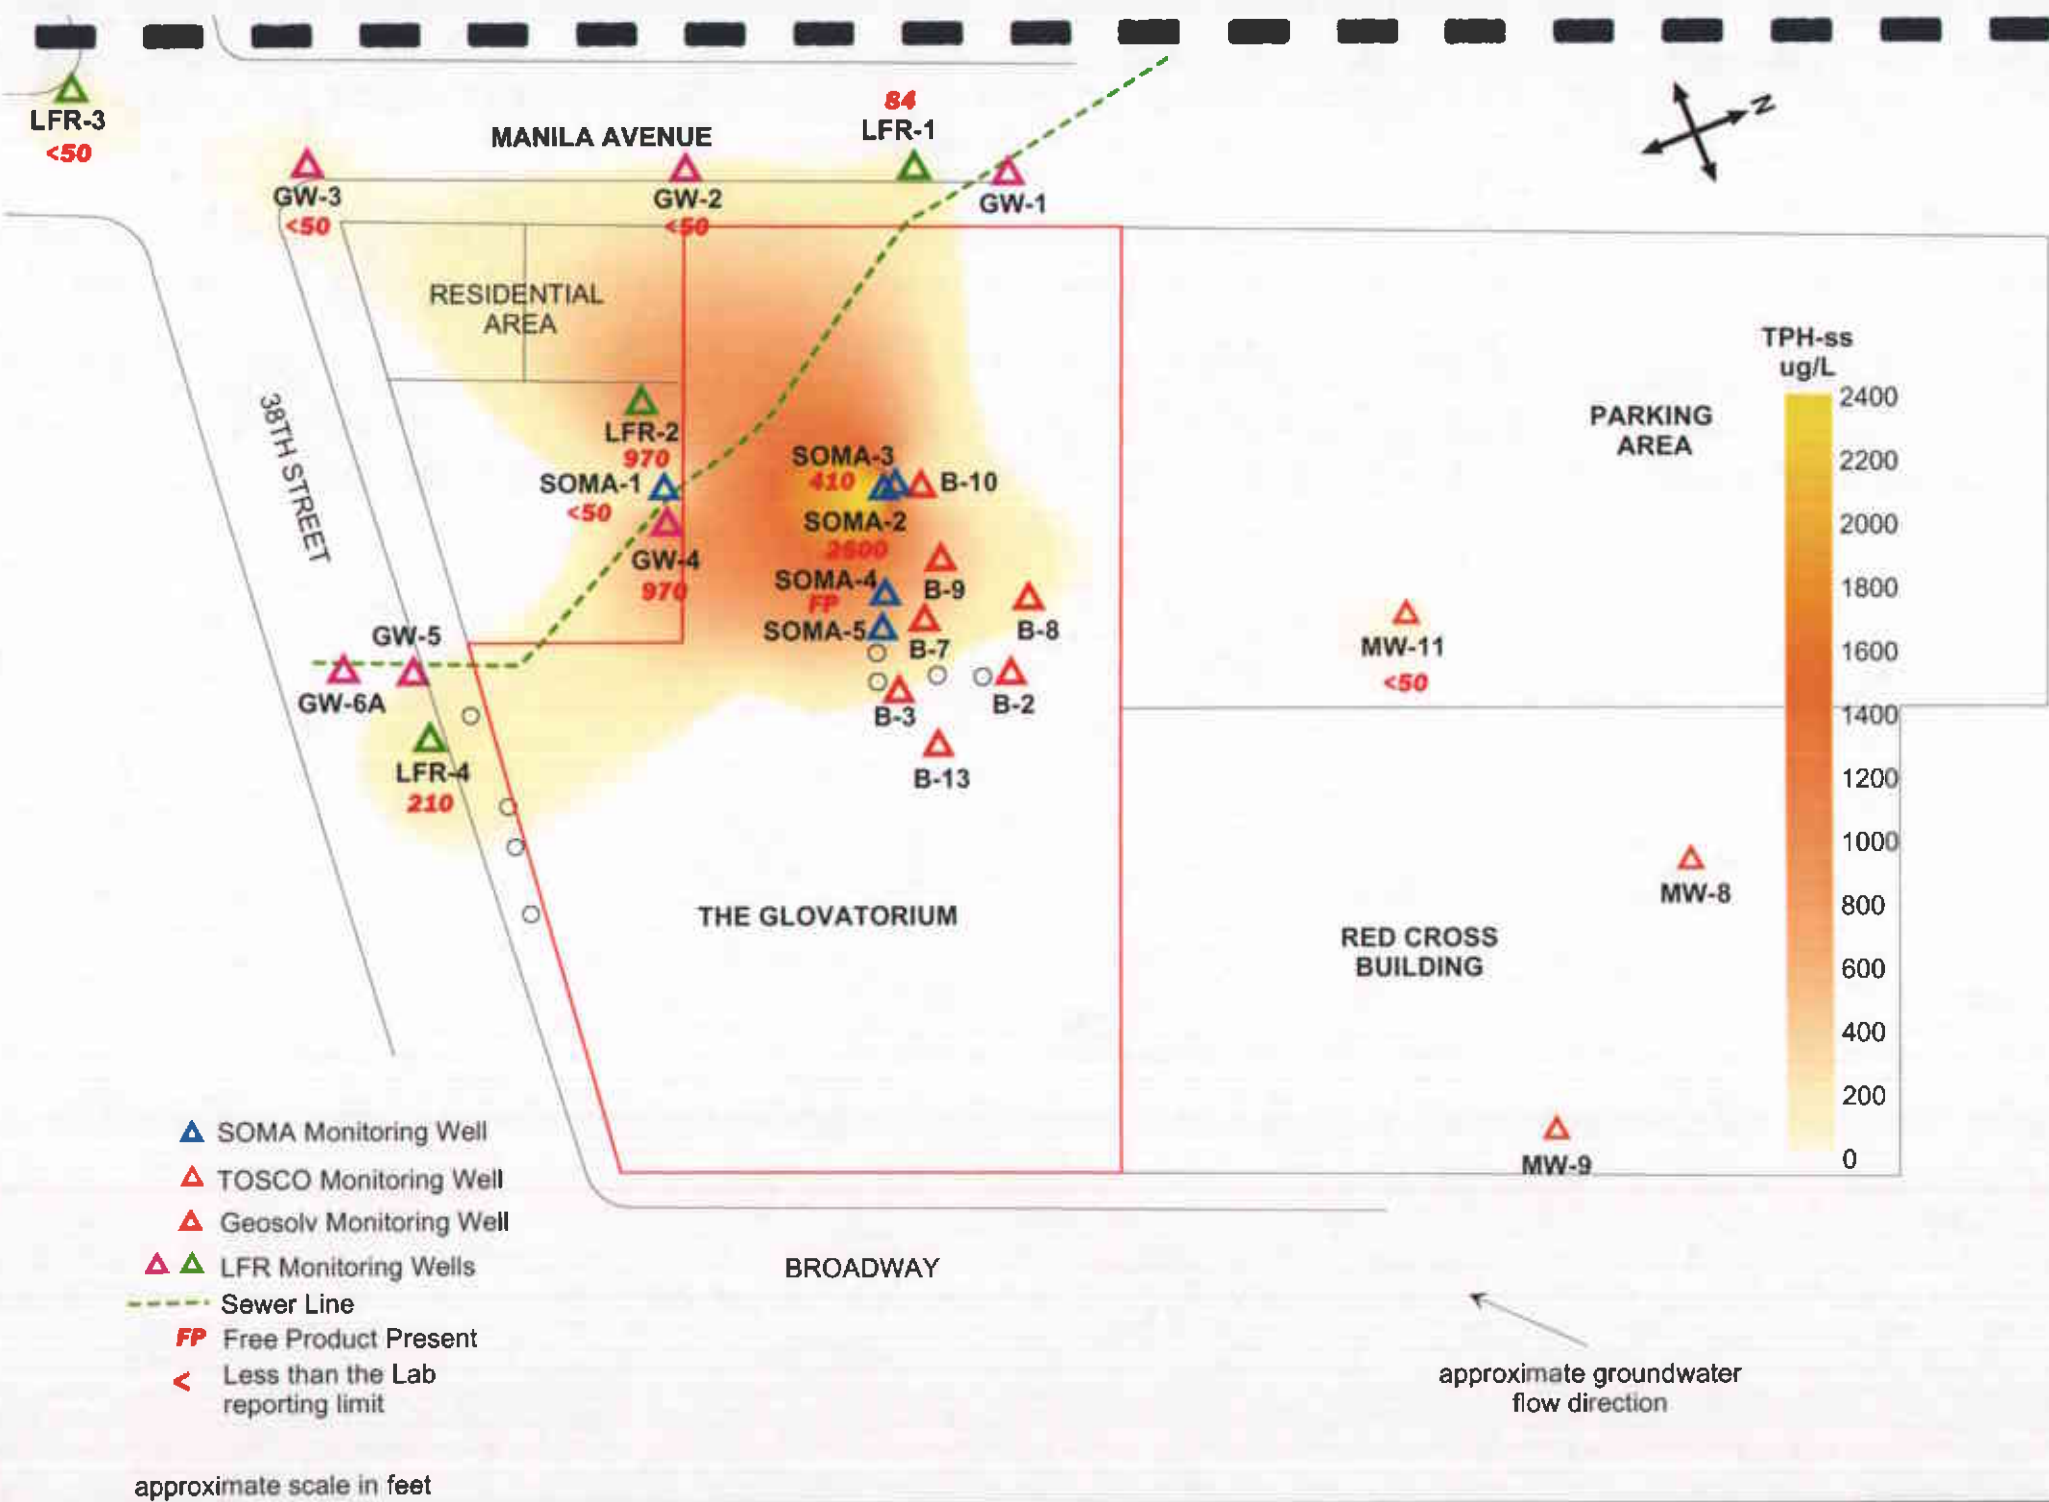 84
LFR-1
LFR-3
<50
MANILA AVENUE
GW-3
<50
GW-2
<50
GW-1
N
RESIDENTIAL
AREA
38TH STREET
LFR-2
970
SOMA-1
<50
GW-4
970
SOMA-3
410
B-10
SOMA-2
2500
SOMA-4
FP
B-9
SOMA-5
B-7
B-8
B-3
B-2
B-13
GW-5
GW-6A
LFR-4
210
THE GLOVATORIUM
PARKING
AREA
MW-11
<50
MW-8
RED CROSS
BUILDING
MW-9
TPH-ss
ug/L
2400
2200
2000
1800
1600
1400
1200
1000
800
600
400
200
0
SOMA Monitoring Well
TOSCO Monitoring Well
Geosolv Monitoring Well
LFR Monitoring Wells
Sewer Line
FP Free Product Present
< Less than the Lab
reporting limit
BROADWAY
approximate groundwater
flow direction
approximate scale in feet